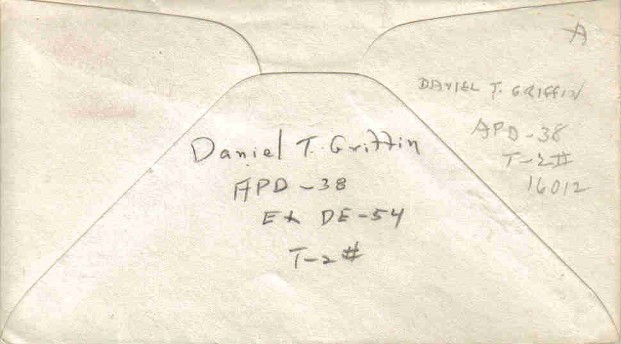 A
DANIEL T. GRIFFIN
APD-38
T-2#
16012
Daniel T. Griffin
APD-38
Ex DE-54
T-2#